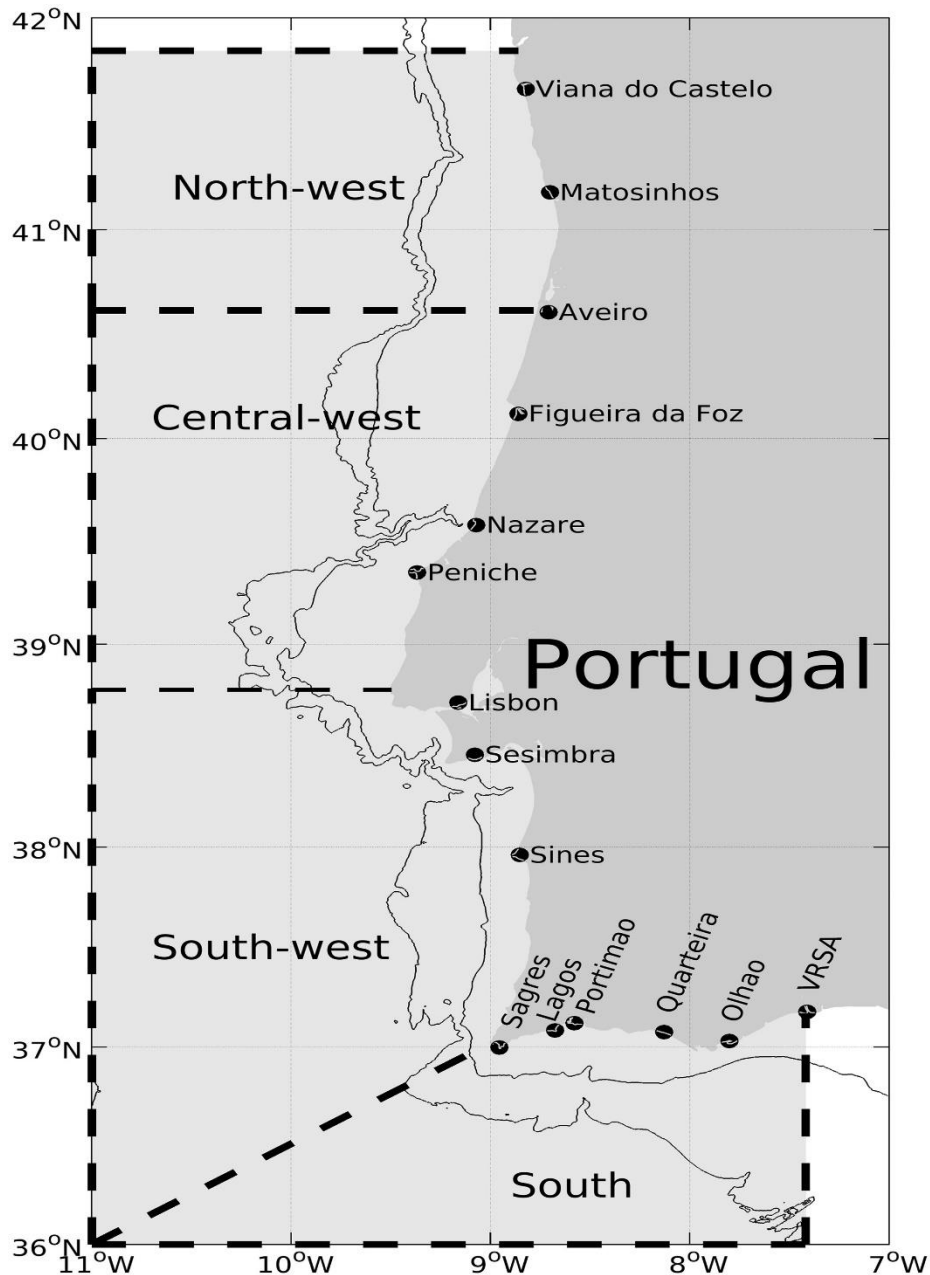 42°N
Viana do Castelo
North-west
Matosinhos
41°N
Aveiro
Central-west
Figueira da Foz
40°N
Nazare
Peniche
39°N
Portugal
Lisbon
Sesimbra
38°N
Sines
South-west
Sagres
Lagos
Portimao
Quarteira
Olhao
VRSA
37°N
South
36°N
11°W
10°W
9°W
8°W
7°W